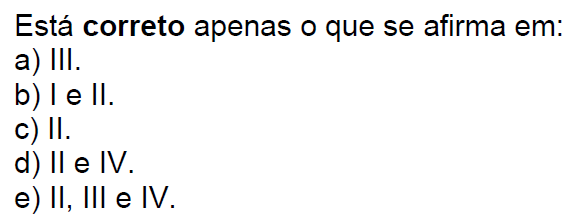 Está correto apenas o que se afirma em:
a) III.
b) I e II.
c) II.
d) II e IV.
e) II, III e IV.